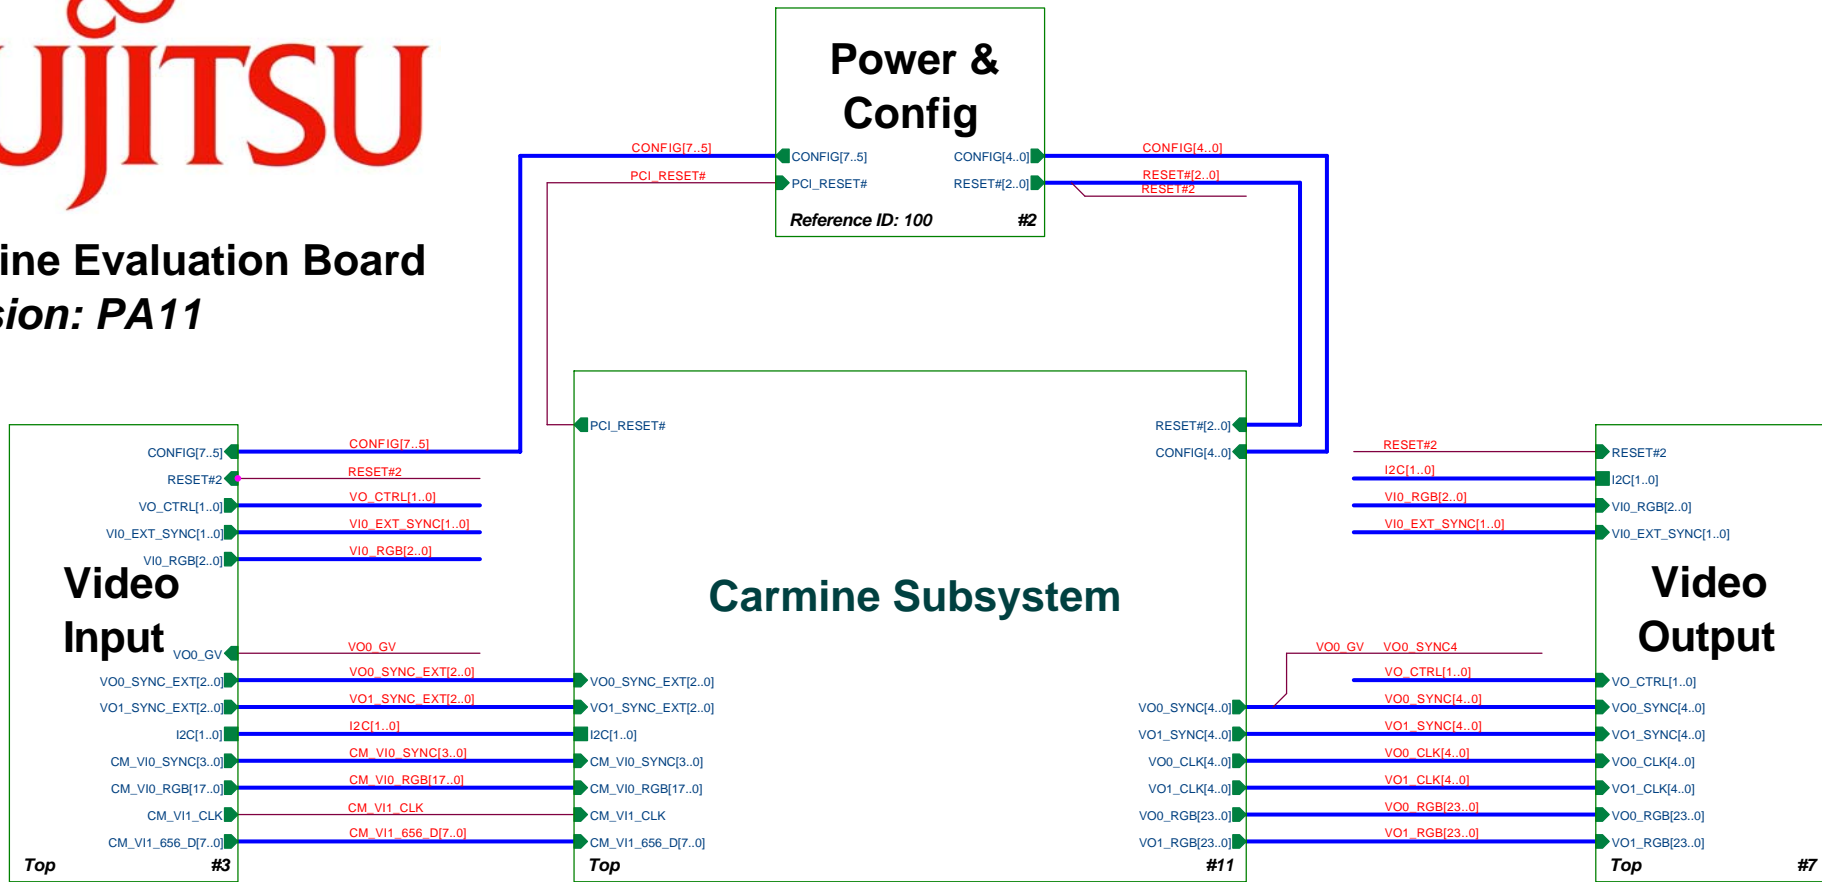 UJITSU
ine Evaluation Board
sion: PA11
Power &
Config
CONFIG[7..5]
PCI_RESET#
CONFIG[4..0]
RESET#[2..0]
Reference ID: 100 #2
CONFIG[7..5]
PCI_RESET#
CONFIG[4..0]
RESET#[2..0]
RESET#2
Video
Input
CONFIG[7..5]
RESET#2
VO_CTRL[1..0]
VI0_EXT_SYNC[1..0]
VI0_RGB[2..0]
VO0_GV
VO0_SYNC_EXT[2..0]
VO1_SYNC_EXT[2..0]
I2C[1..0]
CM_VI0_SYNC[3..0]
CM_VI0_RGB[17..0]
CM_VI1_CLK
CM_VI1_656_D[7..0]
Top #3
CONFIG[7..5]
RESET#2
VO_CTRL[1..0]
VI0_EXT_SYNC[1..0]
VI0_RGB[2..0]
VO0_GV
VO0_SYNC_EXT[2..0]
VO1_SYNC_EXT[2..0]
I2C[1..0]
CM_VI0_SYNC[3..0]
CM_VI0_RGB[17..0]
CM_VI1_CLK
CM_VI1_656_D[7..0]
Carmine Subsystem
PCI_RESET#
VO0_SYNC_EXT[2..0]
VO1_SYNC_EXT[2..0]
I2C[1..0]
CM_VI0_SYNC[3..0]
CM_VI0_RGB[17..0]
CM_VI1_CLK
CM_VI1_656_D[7..0]
RESET#[2..0]
CONFIG[4..0]
VO0_SYNC[4..0]
VO1_SYNC[4..0]
VO0_CLK[4..0]
VO1_CLK[4..0]
VO0_RGB[23..0]
VO1_RGB[23..0]
Top #11
RESET#2
I2C[1..0]
VI0_RGB[2..0]
VI0_EXT_SYNC[1..0]
VO0_GV VO0_SYNC4
VO_CTRL[1..0]
VO0_SYNC[4..0]
VO1_SYNC[4..0]
VO0_CLK[4..0]
VO1_CLK[4..0]
VO0_RGB[23..0]
VO1_RGB[23..0]
Video
Output
RESET#2
I2C[1..0]
VI0_RGB[2..0]
VI0_EXT_SYNC[1..0]
VO_CTRL[1..0]
VO0_SYNC[4..0]
VO1_SYNC[4..0]
VO0_CLK[4..0]
VO1_CLK[4..0]
VO0_RGB[23..0]
VO1_RGB[23..0]
Top #7